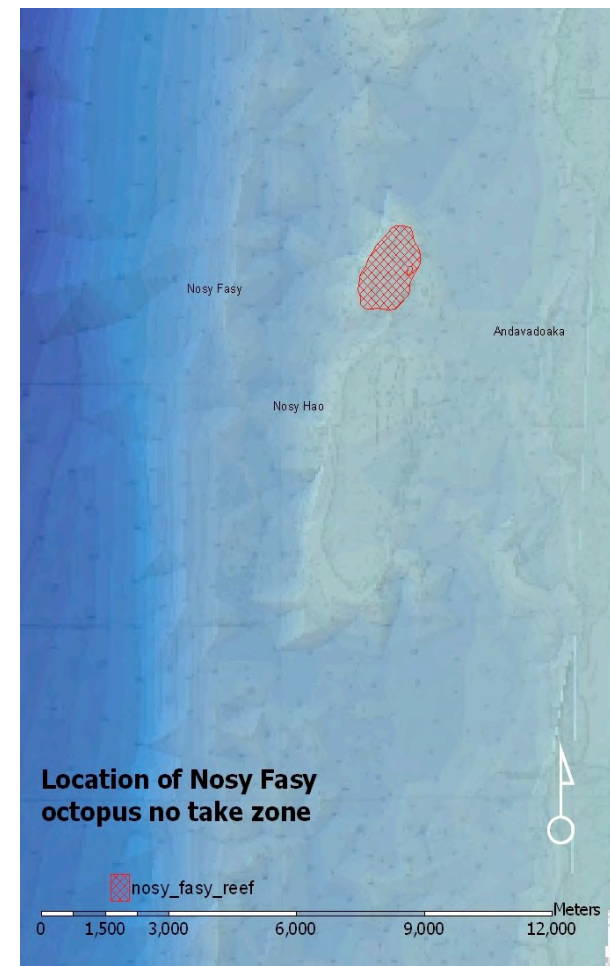 Nosy Fasy
Andavadoaka
Nosy Hao
Location of Nosy Fasy
octopus no take zone
nosy_fasy_reef
Meters
0 1,500 3,000 6,000 9,000 12,000